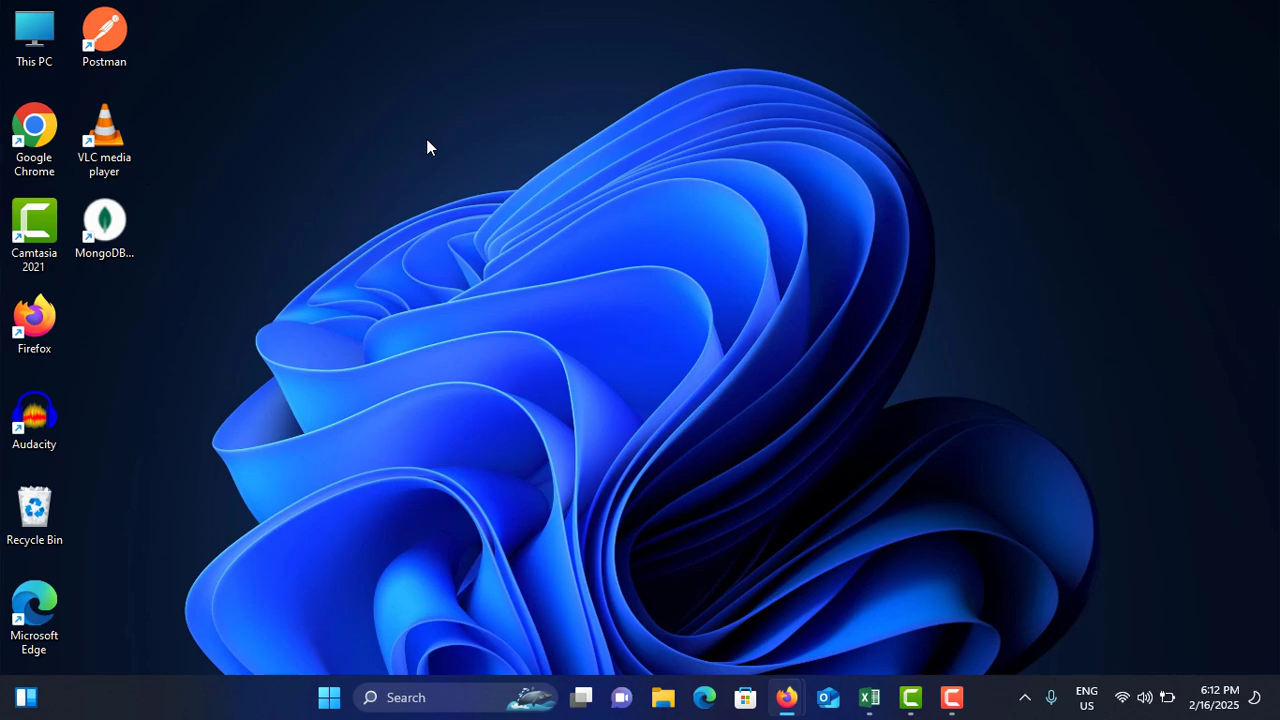 This PC
Postman
Google
Chrome
VLC media
player
Camtasia
2021
MongoDB...
Firefox
Audacity
Recycle Bin
Microsoft
Edge
Search
ENG
US
6:12 PM
2/16/2025